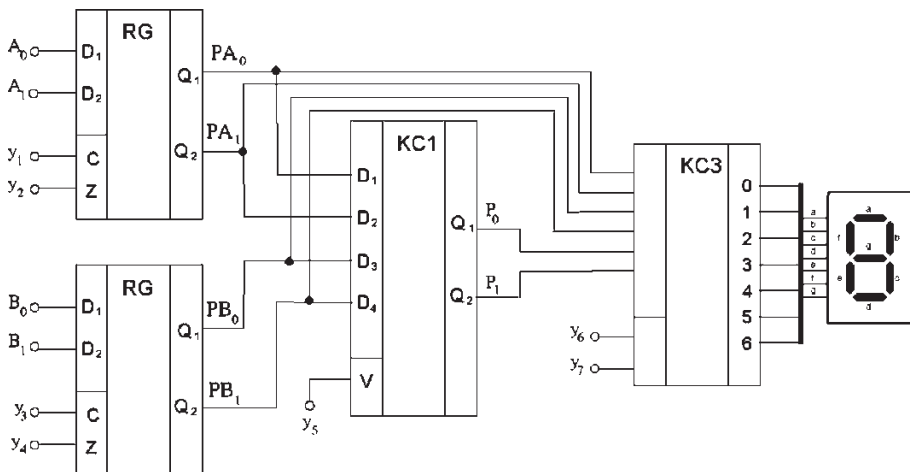 RG
A₀ D₁
A₁ D₂
y₁ C
y₂ Z
Q₁ PA₀
Q₂ PA₁
RG
B₀ D₁
B₁ D₂
y₃ C
y₄ Z
Q₁ PB₀
Q₂ PB₁
KC1
D₁
D₂
D₃
D₄
V
y₅
Q₁ P₀
Q₂ P₁
KC3
y₆
y₇
0
1
2
3
4
5
6
a
b
c
d
e
f
g
a
f b
g
e c
d